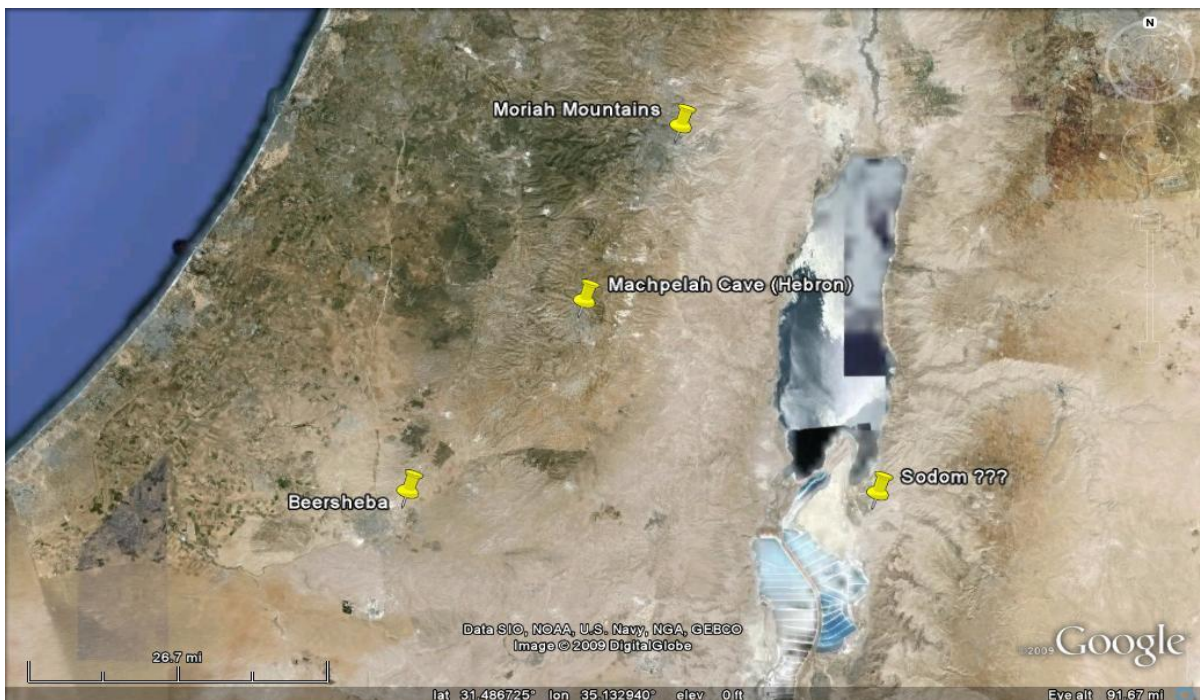 N
Moriah Mountains
Machpelah Cave (Hebron)
Sodom ???
Beersheba
Data SIO, NOAA, U.S. Navy, NGA, GEBCO
Image © 2009 DigitalGlobe
©2009 Google
26.7 mi
lat 31.486725° lon 35.132940° elev 0 ft
Eye alt 91.67 mi